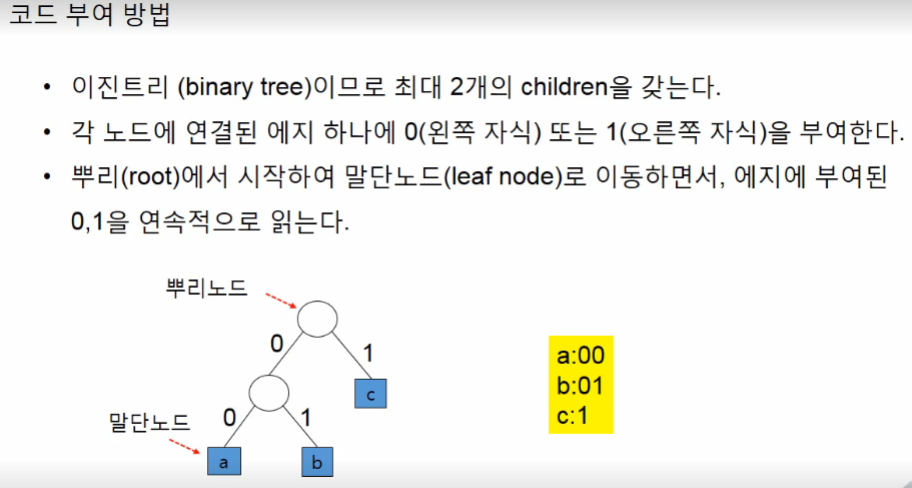 코드 부여 방법
• 이진트리 (binary tree)이므로 최대 2개의 children을 갖는다.
• 각 노드에 연결된 에지 하나에 0(왼쪽 자식) 또는 1(오른쪽 자식)을 부여한다.
• 뿌리(root)에서 시작하여 말단노드(leaf node)로 이동하면서, 에지에 부여된
0,1을 연속적으로 읽는다.
뿌리노드
0
1
c
말단노드
0
1
a
b
a:00
b:01
c:1